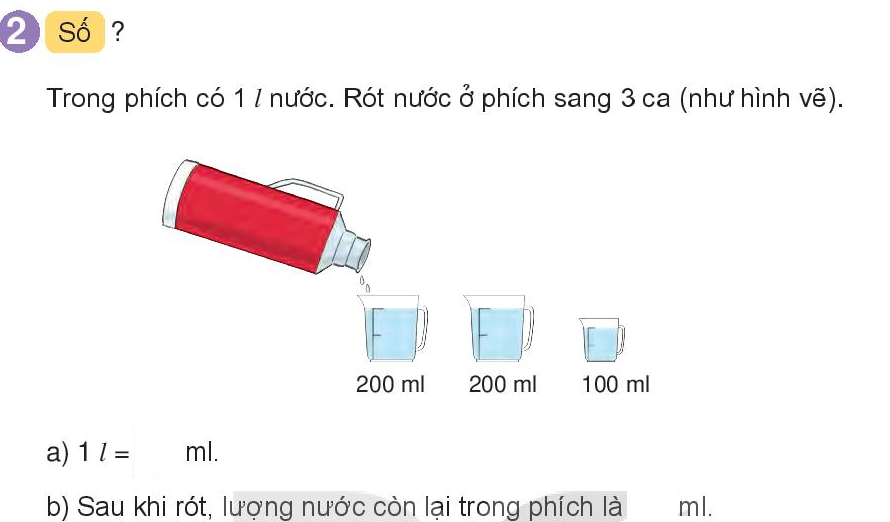 2 Số ?
Trong phích có 1 l nước. Rót nước ở phích sang 3 ca (như hình vẽ).
200 ml 200 ml 100 ml
a) 1 l = ml.
b) Sau khi rót, lượng nước còn lại trong phích là ml.